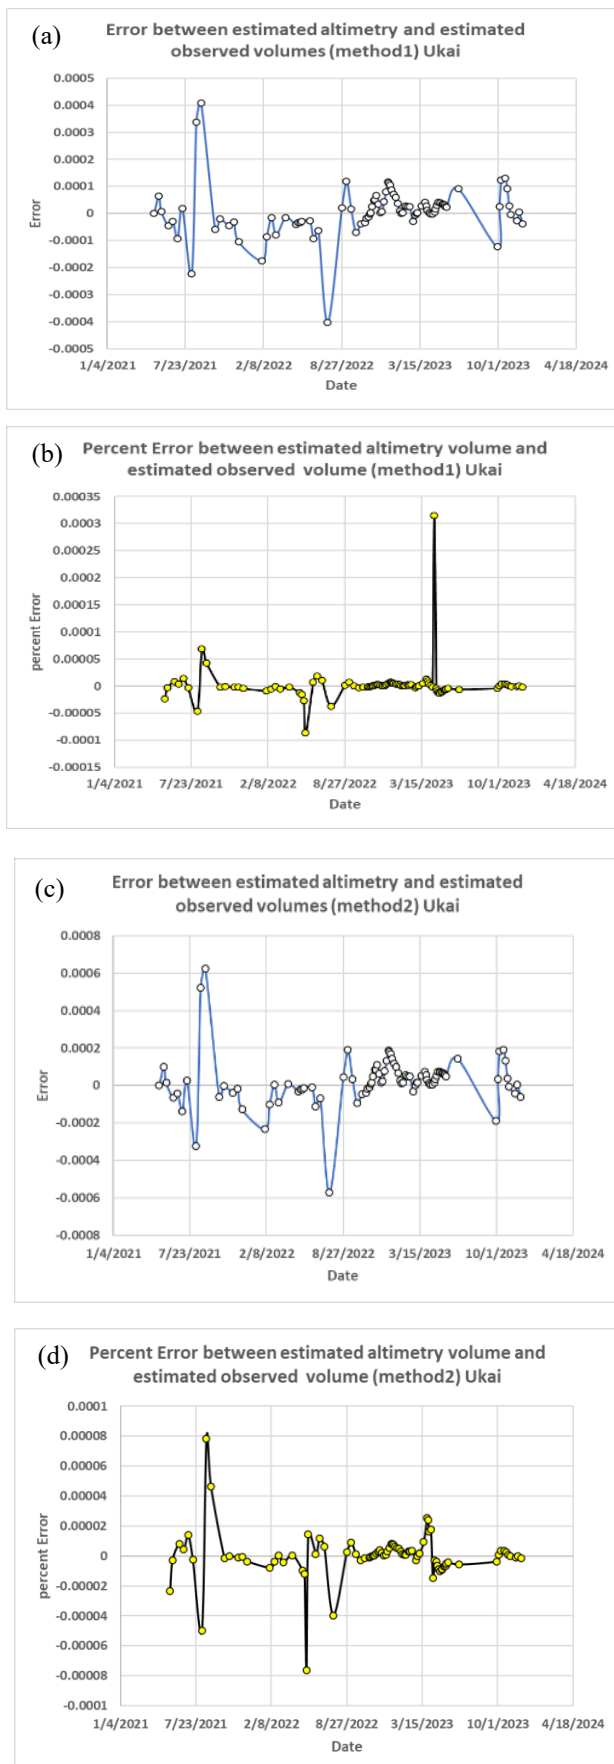 (a)
Error between estimated altimetry and estimated
observed volumes (method1) Ukai
0.0005
0.0004
0.0003
0.0002
0.0001
0
-0.0001
-0.0002
-0.0003
-0.0004
-0.0005
Error
1/4/2021 7/23/2021 2/8/2022 8/27/2022 3/15/2023 10/1/2023 4/18/2024
Date
(b)
Percent Error between estimated altimetry volume and
estimated observed volume (method1) Ukai
0.00035
0.0003
0.00025
0.0002
0.00015
0.0001
0.00005
0
-0.00005
-0.0001
-0.00015
percent Error
1/4/2021 7/23/2021 2/8/2022 8/27/2022 3/15/2023 10/1/2023 4/18/2024
Date
(c)
Error between estimated altimetry and estimated
observed volumes (method2) Ukai
0.0008
0.0006
0.0004
0.0002
0
-0.0002
-0.0004
-0.0006
-0.0008
Error
1/4/2021 7/23/2021 2/8/2022 8/27/2022 3/15/2023 10/1/2023 4/18/2024
Date
(d)
Percent Error between estimated altimetry volume and
estimated observed volume (method2) Ukai
0.0001
0.00008
0.00006
0.00004
0.00002
0
-0.00002
-0.00004
-0.00006
-0.00008
-0.0001
percent Error
1/4/2021 7/23/2021 2/8/2022 8/27/2022 3/15/2023 10/1/2023 4/18/2024
Date